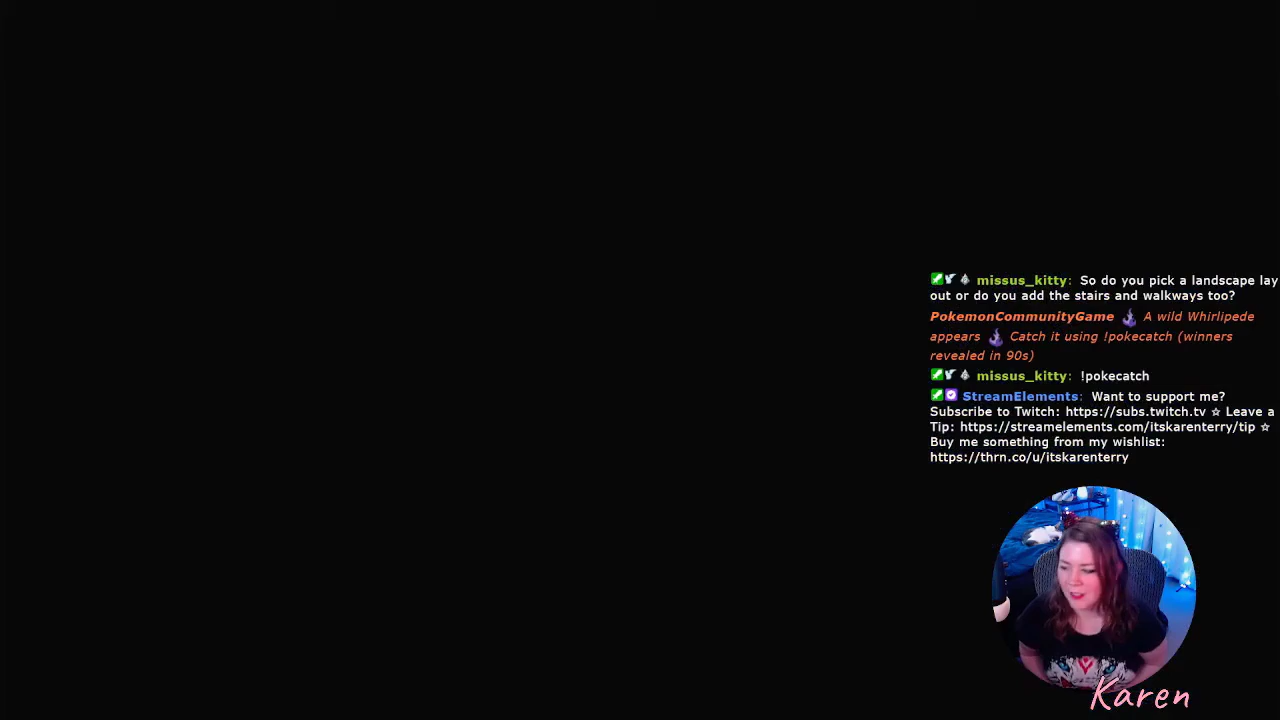 missus_kitty: So do you pick a landscape lay
out or do you add the stairs and walkways too?
PokemonCommunityGame A wild Whirlipede
appears Catch it using !pokecatch (winners
revealed in 90s)
missus_kitty: !pokecatch
StreamElements: Want to support me?
Subscribe to Twitch: https://subs.twitch.tv ☆ Leave a
Tip: https://streamelements.com/itskarenterry/tip ☆
Buy me something from my wishlist:
https://thrn.co/u/itskarenterry
Karen